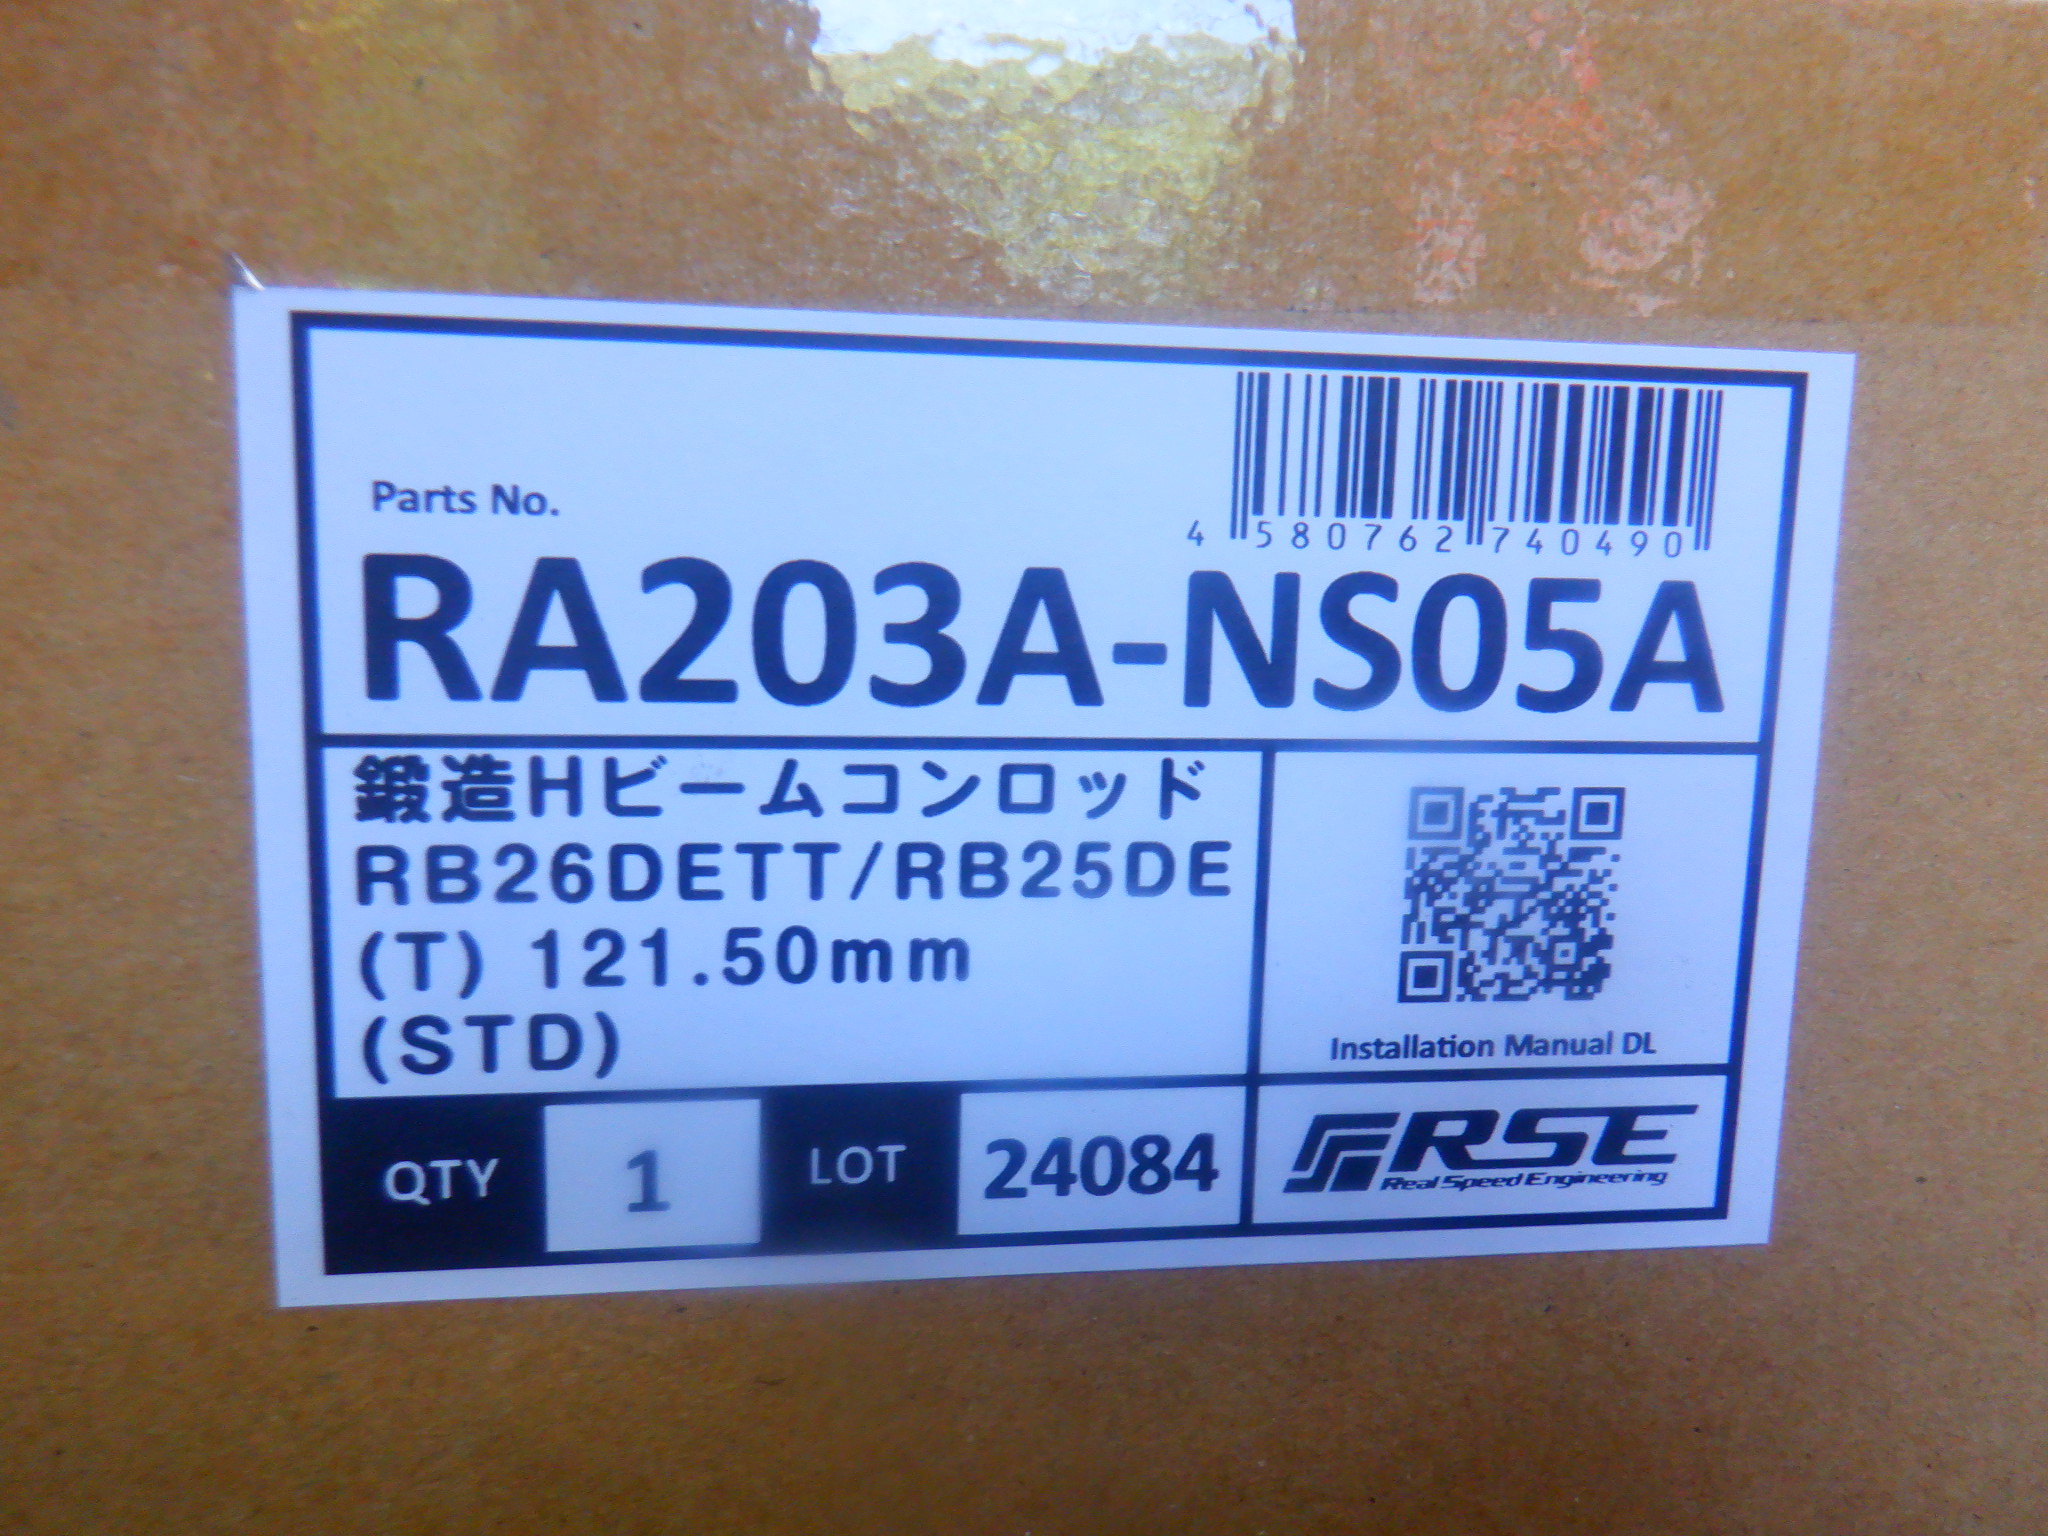 4 580762 740490
Parts No.
RA203A-NS05A
鍛造Hビームコンロッド
RB26DETT/RB25DE
(T) 121.50mm
(STD)
Installation Manual DL
QTY 1 LOT 24084
RSE
Real Speed Engineering